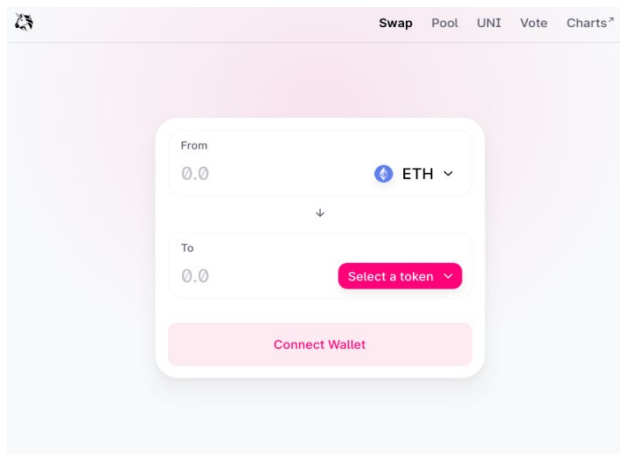 Swap Pool UNI Vote Charts↗
From
0.0 ETH
To
0.0 Select a token
Connect Wallet